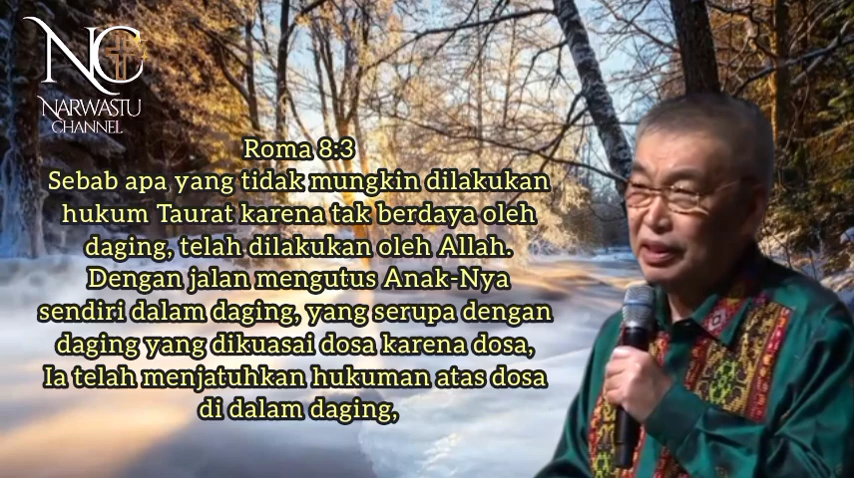 NC
NARWASTU
CHANNEL
Roma 8:3
Sebab apa yang tidak mungkin dilakukan
hukum Taurat karena tak berdaya oleh
daging, telah dilakukan oleh Allah.
Dengan jalan mengutus Anak-Nya
sendiri dalam daging, yang serupa dengan
daging yang dikuasai dosa karena dosa,
Ia telah menjatuhkan hukuman atas dosa
di dalam daging,